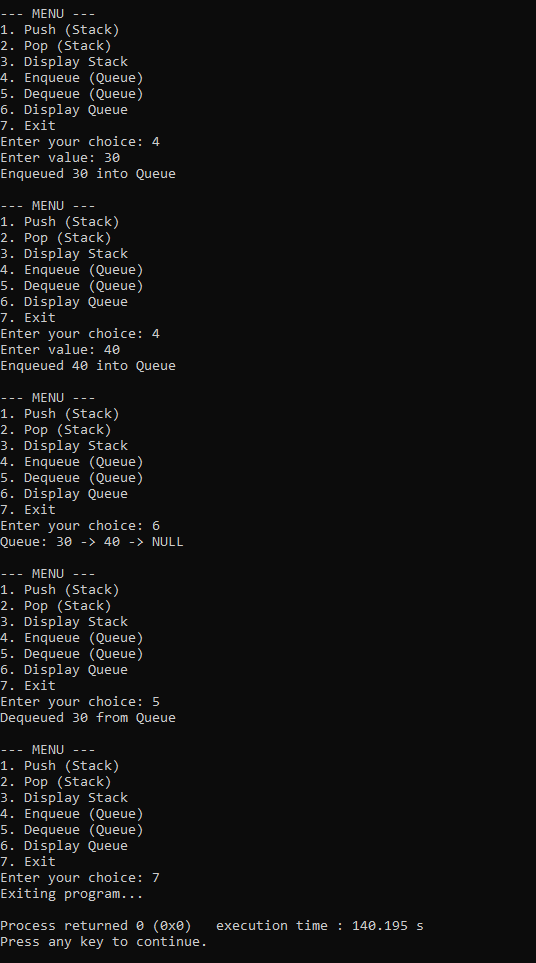 --- MENU ---
1. Push (Stack)
2. Pop (Stack)
3. Display Stack
4. Enqueue (Queue)
5. Dequeue (Queue)
6. Display Queue
7. Exit
Enter your choice: 4
Enter value: 30
Enqueued 30 into Queue

--- MENU ---
1. Push (Stack)
2. Pop (Stack)
3. Display Stack
4. Enqueue (Queue)
5. Dequeue (Queue)
6. Display Queue
7. Exit
Enter your choice: 4
Enter value: 40
Enqueued 40 into Queue

--- MENU ---
1. Push (Stack)
2. Pop (Stack)
3. Display Stack
4. Enqueue (Queue)
5. Dequeue (Queue)
6. Display Queue
7. Exit
Enter your choice: 6
Queue: 30 -> 40 -> NULL

--- MENU ---
1. Push (Stack)
2. Pop (Stack)
3. Display Stack
4. Enqueue (Queue)
5. Dequeue (Queue)
6. Display Queue
7. Exit
Enter your choice: 5
Dequeued 30 from Queue

--- MENU ---
1. Push (Stack)
2. Pop (Stack)
3. Display Stack
4. Enqueue (Queue)
5. Dequeue (Queue)
6. Display Queue
7. Exit
Enter your choice: 7
Exiting program...

Process returned 0 (0x0)   execution time : 140.195 s
Press any key to continue.